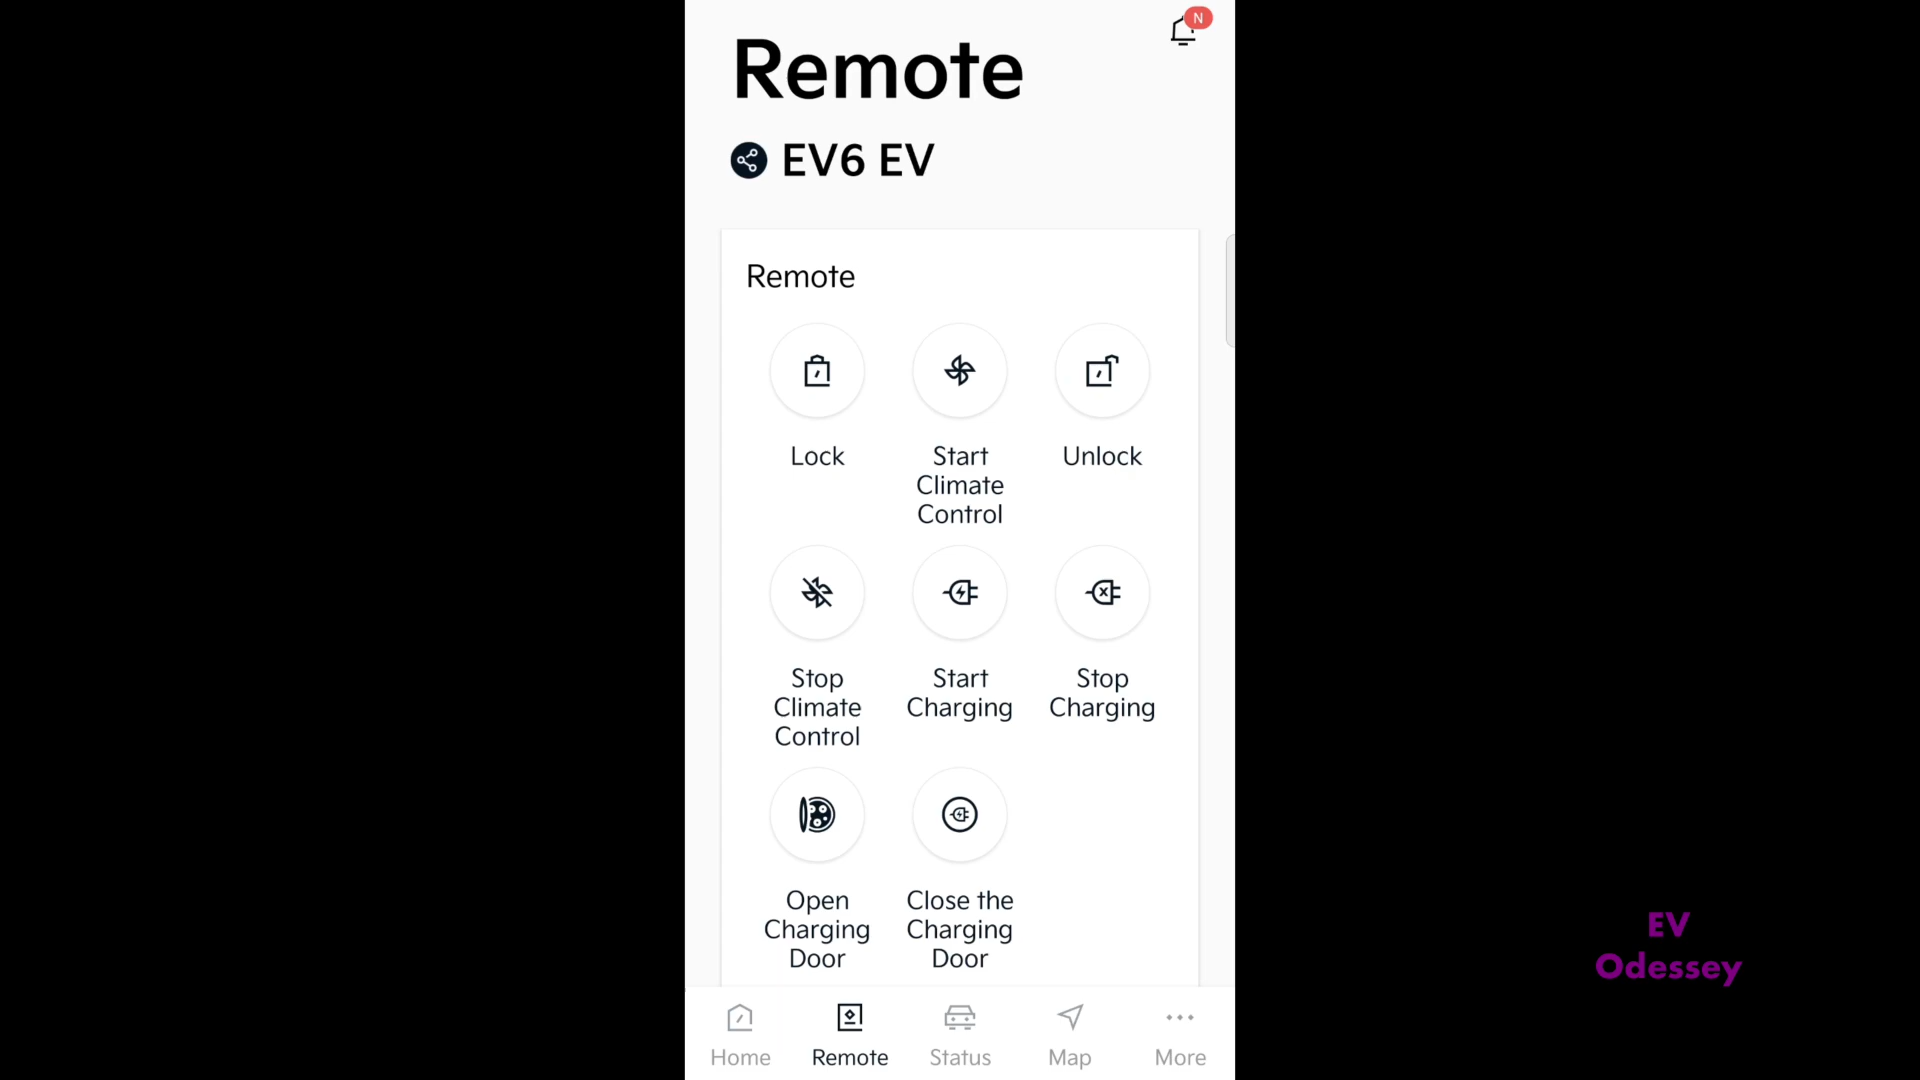 N
Remote
EV6 EV
Remote
Lock
Start
Climate
Control
Unlock
Stop
Climate
Control
Start
Charging
Stop
Charging
Open
Charging
Door
Close the
Charging
Door
EV
Odessey
Home
Remote
Status
Map
More